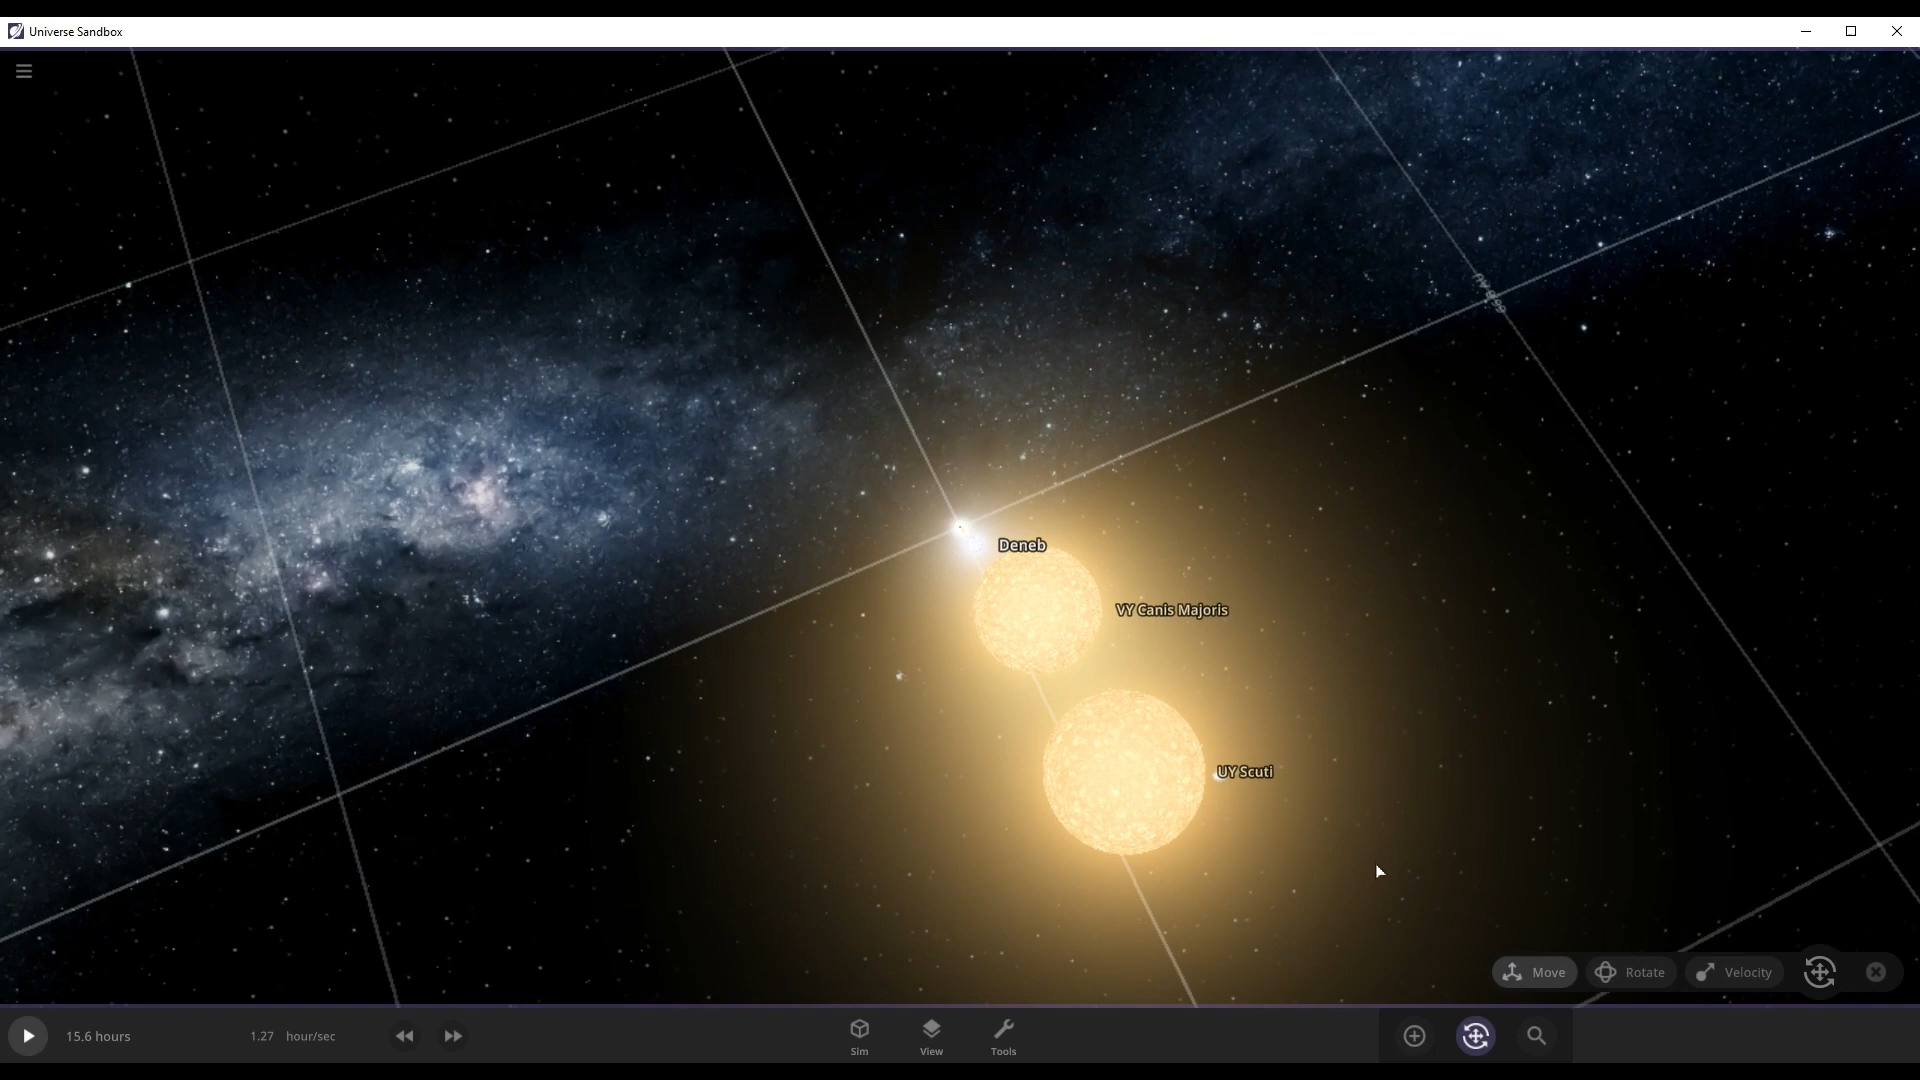 Universe Sandbox
Deneb
VY Canis Majoris
UY Scuti
Move
Rotate
Velocity
15.6 hours
1.27 hour/sec
Sim
View
Tools